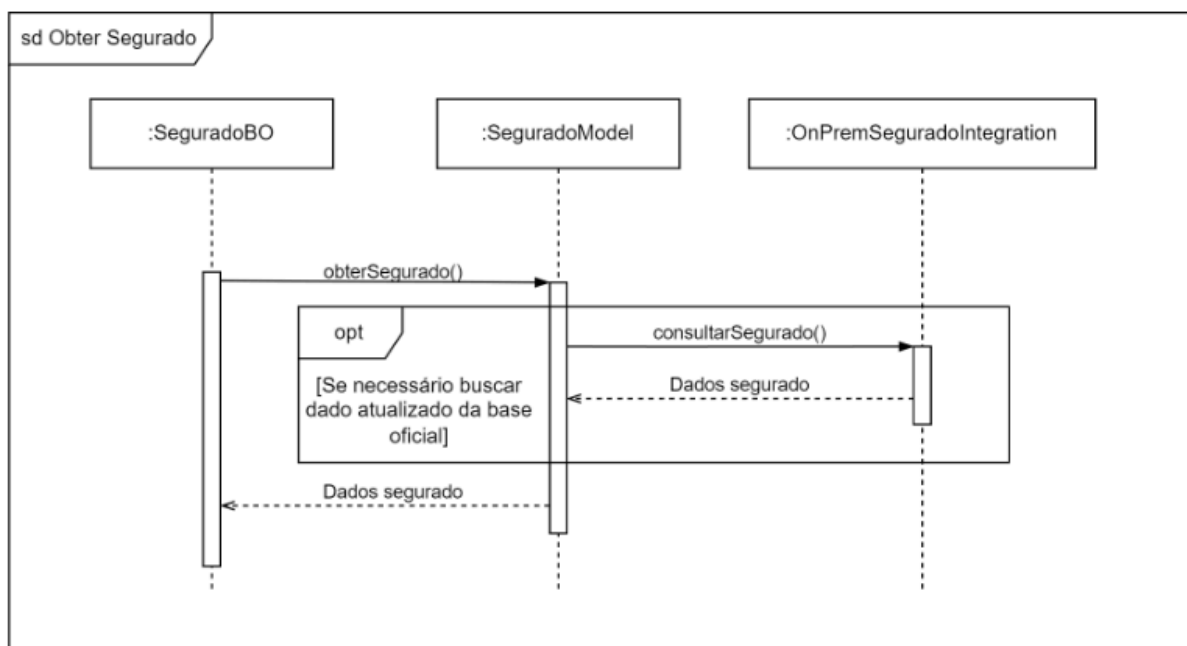 sd Obter Segurado
:SeguradoBO
:SeguradoModel
:OnPremSeguradoIntegration
obterSegurado()
opt
consultarSegurado()
[Se necessário buscar
dado atualizado da base
oficial]
Dados segurado
Dados segurado